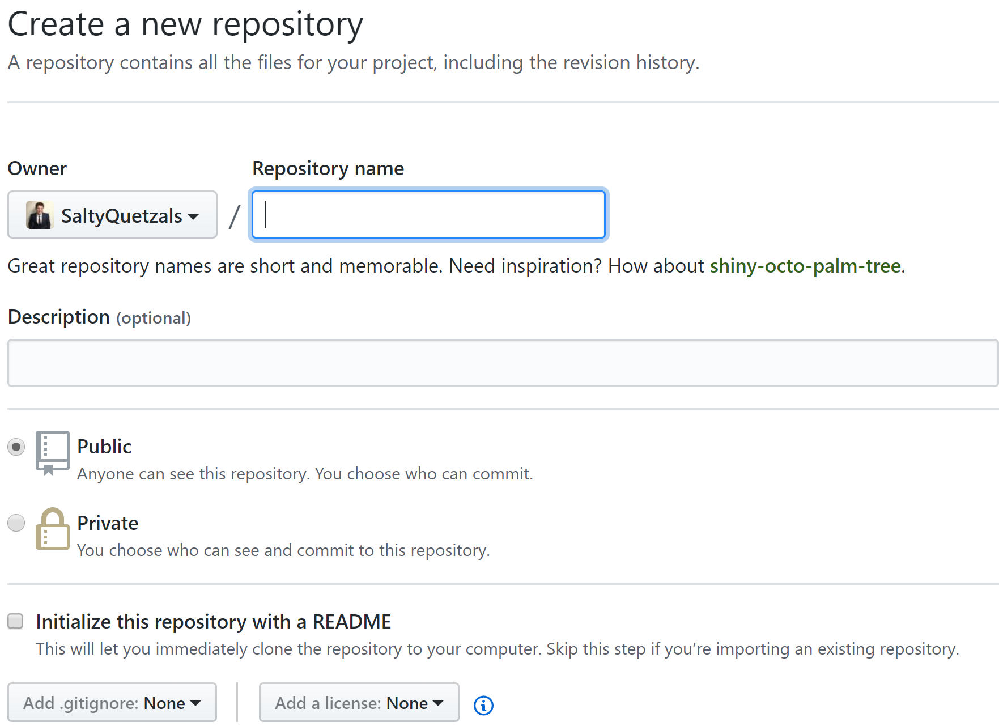 Create a new repository
A repository contains all the files for your project, including the revision history.
Owner
Repository name
SaltyQuetzals
/
Great repository names are short and memorable. Need inspiration? How about shiny-octo-palm-tree.
Description (optional)
Public
Anyone can see this repository. You choose who can commit.
Private
You choose who can see and commit to this repository.
Initialize this repository with a README
This will let you immediately clone the repository to your computer. Skip this step if you’re importing an existing repository.
Add .gitignore: None
Add a license: None